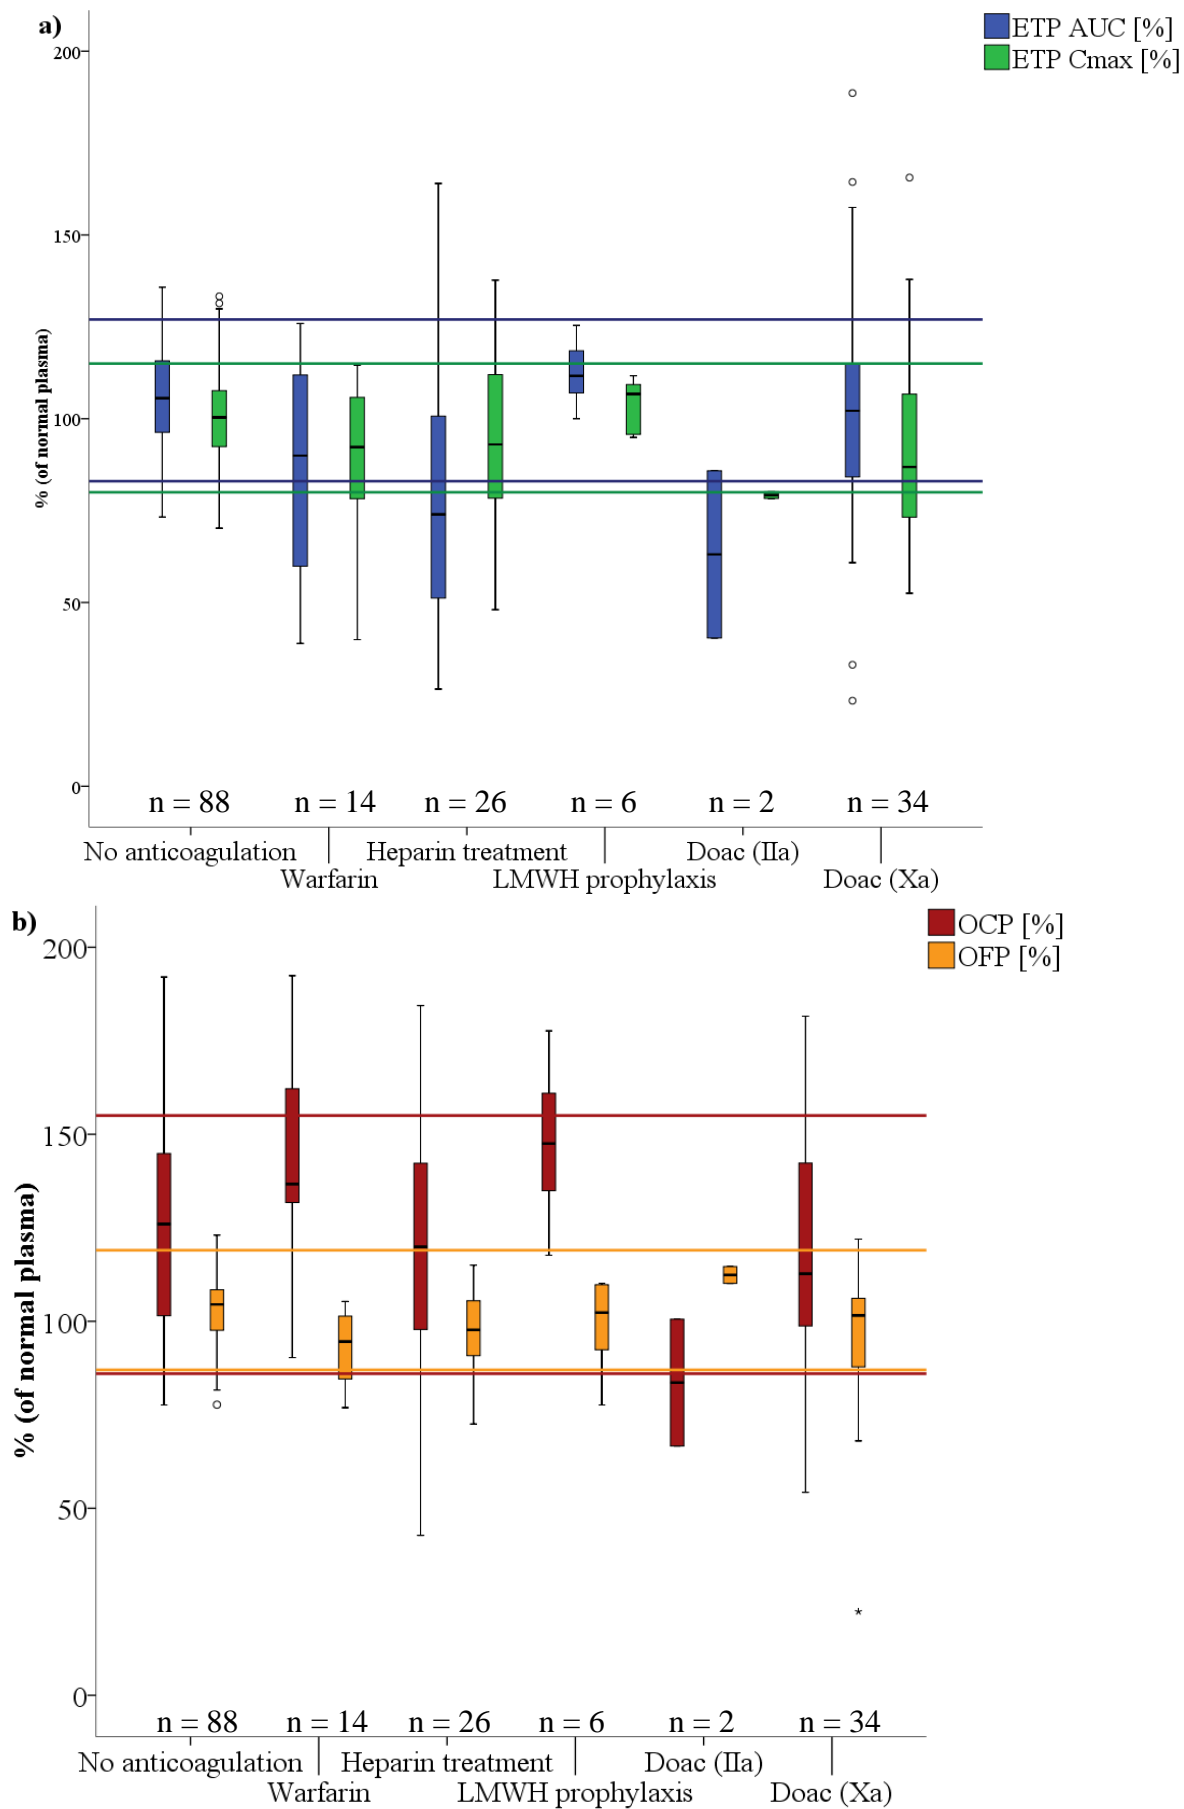 a)
ETP AUC [%]
ETP Cmax [%]
200
150
100
50
0
% (of normal plasma)
n = 88 n = 14 n = 26 n = 6 n = 2 n = 34
No anticoagulation Heparin treatment Doac (IIa)
Warfarin LMWH prophylaxis Doac (Xa)
b)
OCP [%]
OFP [%]
200
150
100
50
0
% (of normal plasma)
n = 88 n = 14 n = 26 n = 6 n = 2 n = 34
No anticoagulation Heparin treatment Doac (IIa)
Warfarin LMWH prophylaxis Doac (Xa)